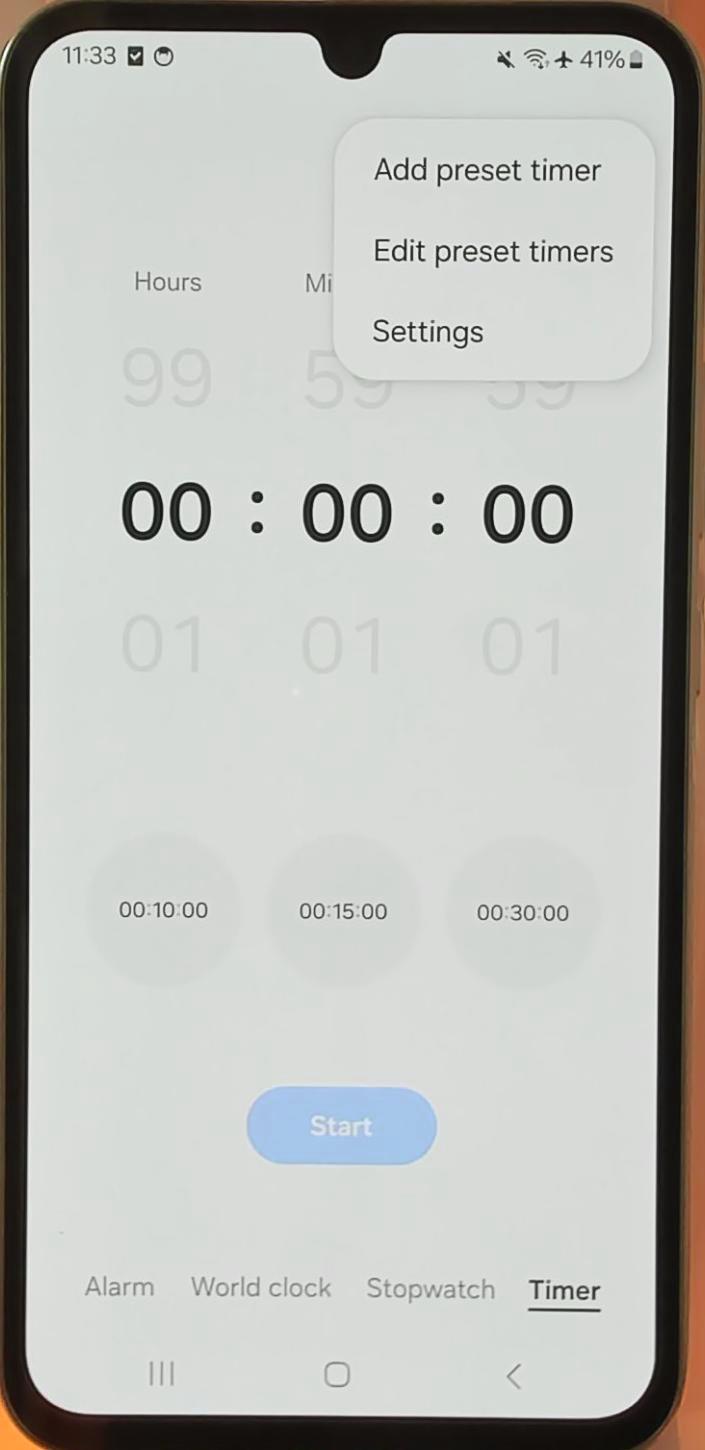 11:33 41%
Add preset timer
Edit preset timers
Settings
Hours Mi
99 59 59
00 : 00 : 00
01 01 01
00:10:00 00:15:00 00:30:00
Start
Alarm World clock Stopwatch Timer